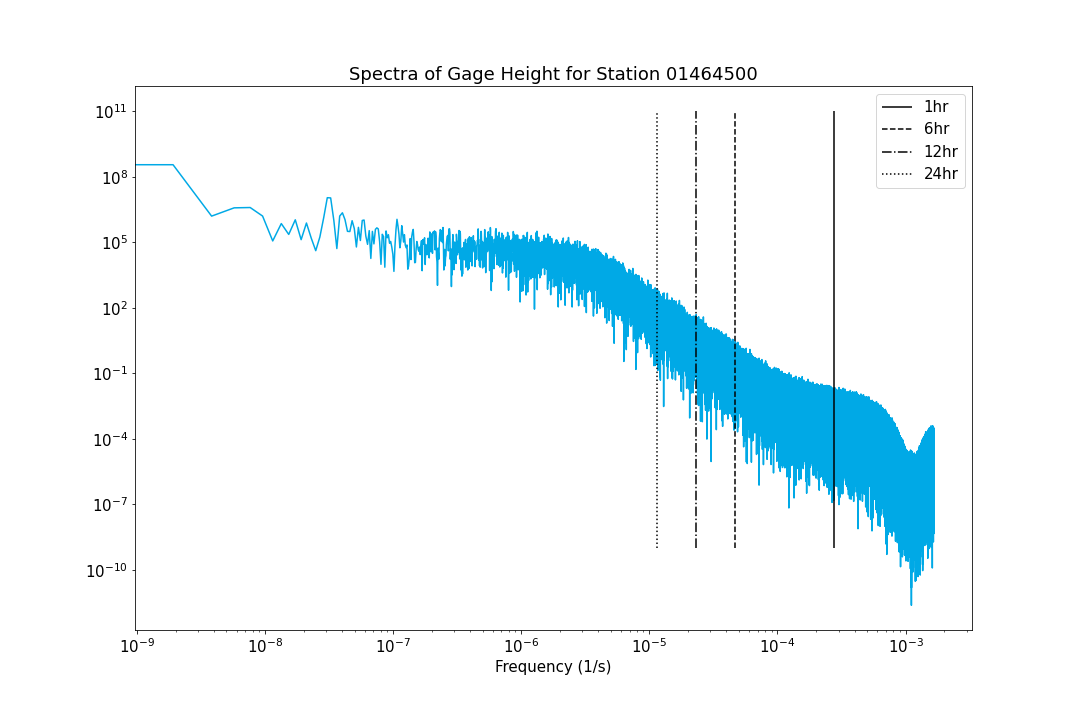 Spectra of Gage Height for Station 01464500
10^11
10^8
10^5
10^2
10^−1
10^−4
10^−7
10^−10
1hr
6hr
12hr
24hr
10^−9 10^−8 10^−7 10^−6 10^−5 10^−4 10^−3
Frequency (1/s)